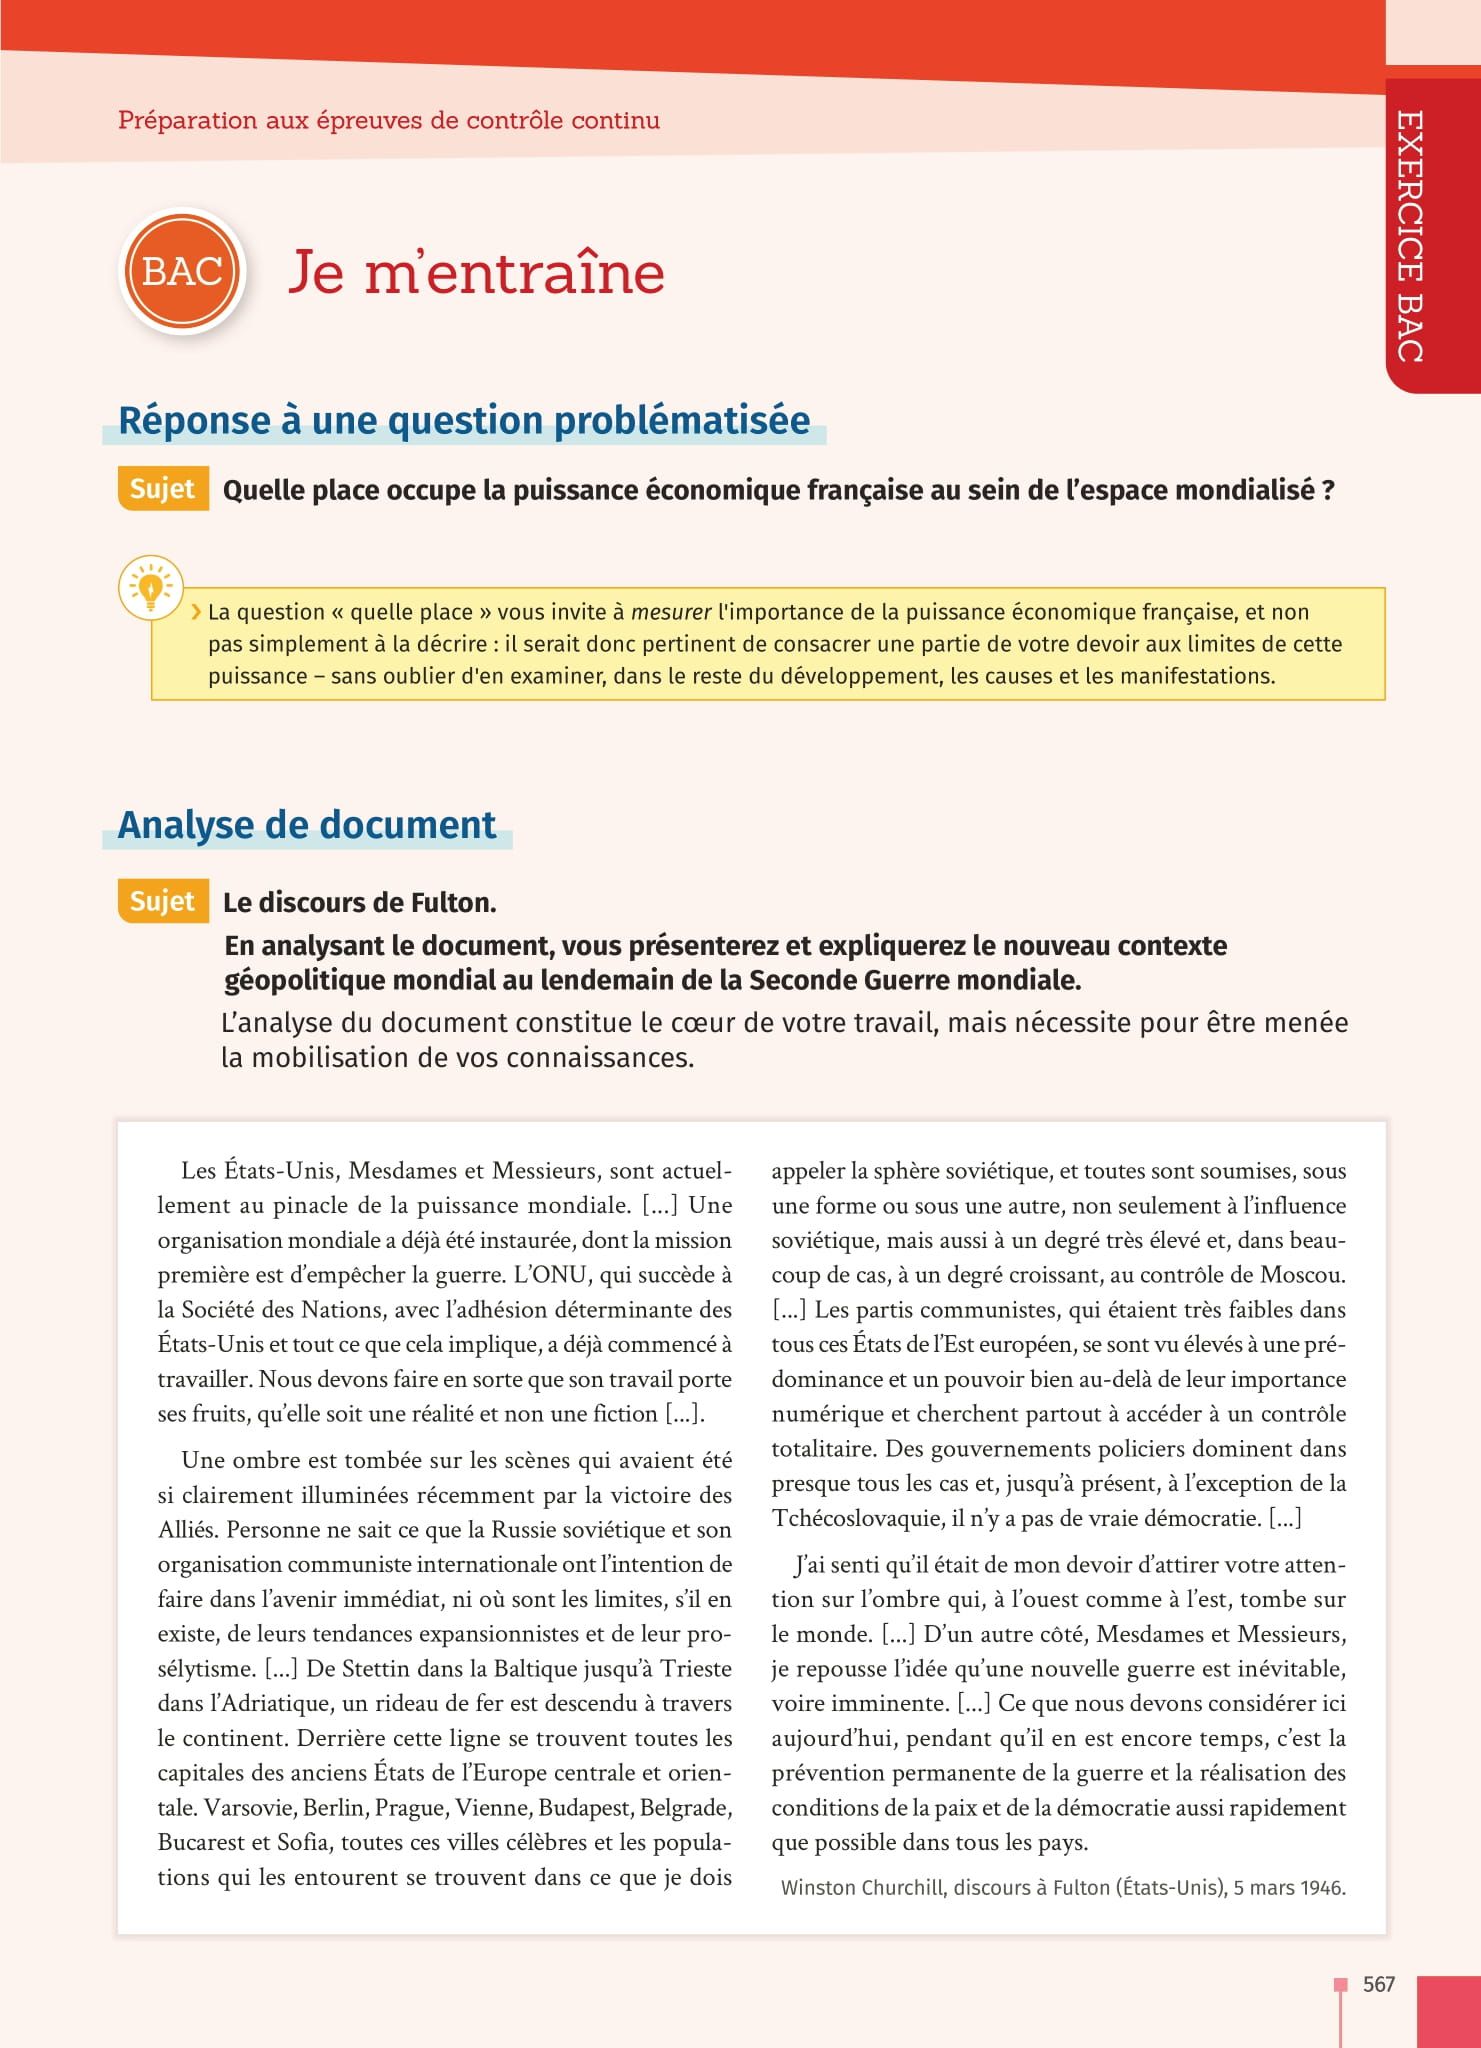 Préparation aux épreuves de contrôle continu
EXERCICE BAC
BAC
Je m'entraîne
Réponse à une question problématisée
Sujet Quelle place occupe la puissance économique française au sein de l’espace mondialisé ?
› La question « quelle place » vous invite à mesurer l'importance de la puissance économique française, et non
pas simplement à la décrire : il serait donc pertinent de consacrer une partie de votre devoir aux limites de cette
puissance – sans oublier d'en examiner, dans le reste du développement, les causes et les manifestations.
Analyse de document
Sujet Le discours de Fulton.
En analysant le document, vous présenterez et expliquerez le nouveau contexte
géopolitique mondial au lendemain de la Seconde Guerre mondiale.
L’analyse du document constitue le cœur de votre travail, mais nécessite pour être menée
la mobilisation de vos connaissances.
Les États-Unis, Mesdames et Messieurs, sont actuel-
lement au pinacle de la puissance mondiale. [...] Une
organisation mondiale a déjà été instaurée, dont la mission
première est d’empêcher la guerre. L’ONU, qui succède à
la Société des Nations, avec l’adhésion déterminante des
États-Unis et tout ce que cela implique, a déjà commencé à
travailler. Nous devons faire en sorte que son travail porte
ses fruits, qu’elle soit une réalité et non une fiction [...].
Une ombre est tombée sur les scènes qui avaient été
si clairement illuminées récemment par la victoire des
Alliés. Personne ne sait ce que la Russie soviétique et son
organisation communiste internationale ont l’intention de
faire dans l’avenir immédiat, ni où sont les limites, s’il en
existe, de leurs tendances expansionnistes et de leur pro-
sélytisme. [...] De Stettin dans la Baltique jusqu’à Trieste
dans l’Adriatique, un rideau de fer est descendu à travers
le continent. Derrière cette ligne se trouvent toutes les
capitales des anciens États de l’Europe centrale et orien-
tale. Varsovie, Berlin, Prague, Vienne, Budapest, Belgrade,
Bucarest et Sofia, toutes ces villes célèbres et les popula-
tions qui les entourent se trouvent dans ce que je dois
appeler la sphère soviétique, et toutes sont soumises, sous
une forme ou sous une autre, non seulement à l’influence
soviétique, mais aussi à un degré très élevé et, dans beau-
coup de cas, à un degré croissant, au contrôle de Moscou.
[...] Les partis communistes, qui étaient très faibles dans
tous ces États de l’Est européen, se sont vu élevés à une pré-
dominance et un pouvoir bien au-delà de leur importance
numérique et cherchent partout à accéder à un contrôle
totalitaire. Des gouvernements policiers dominent dans
presque tous les cas et, jusqu’à présent, à l’exception de la
Tchécoslovaquie, il n’y a pas de vraie démocratie. [...]
J’ai senti qu’il était de mon devoir d’attirer votre atten-
tion sur l’ombre qui, à l’ouest comme à l’est, tombe sur
le monde. [...] D’un autre côté, Mesdames et Messieurs,
je repousse l’idée qu’une nouvelle guerre est inévitable,
voire imminente. [...] Ce que nous devons considérer ici
aujourd’hui, pendant qu’il en est encore temps, c’est la
prévention permanente de la guerre et la réalisation des
conditions de la paix et de la démocratie aussi rapidement
que possible dans tous les pays.
Winston Churchill, discours à Fulton (États-Unis), 5 mars 1946.
567